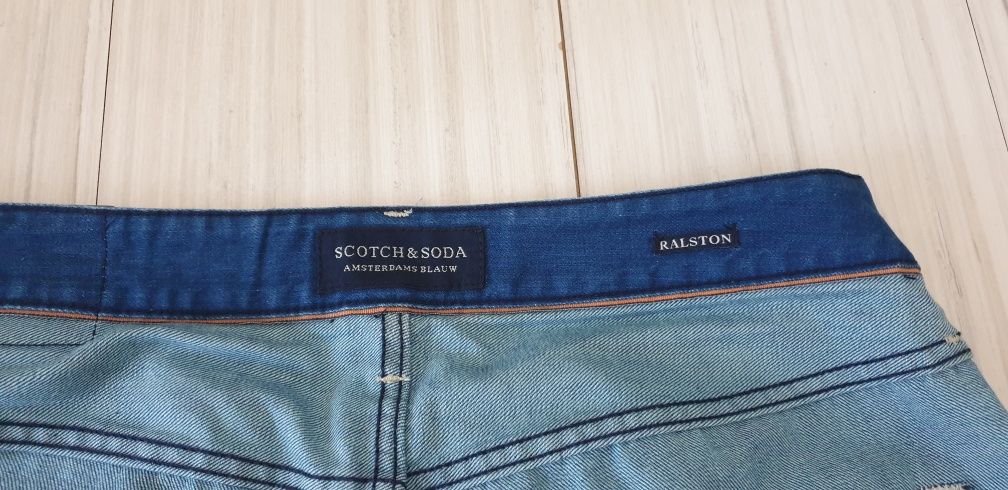 SCOTCH & SODA
AMSTERDAMS BLAUW
RALSTON